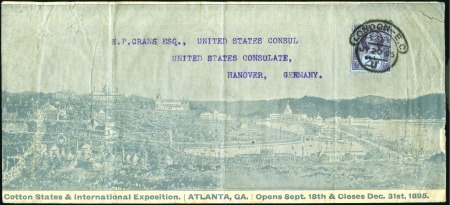 E.P.CRANS ESQ., UNITED STATES CONSUL
UNITED STATES CONSULATE,
HANOVER, GERMANY.
LONDON-E.C
Cotton States & International Exposition. | ATLANTA, GA. | Opens Sept. 18th & Closes Dec. 31st, 1895.